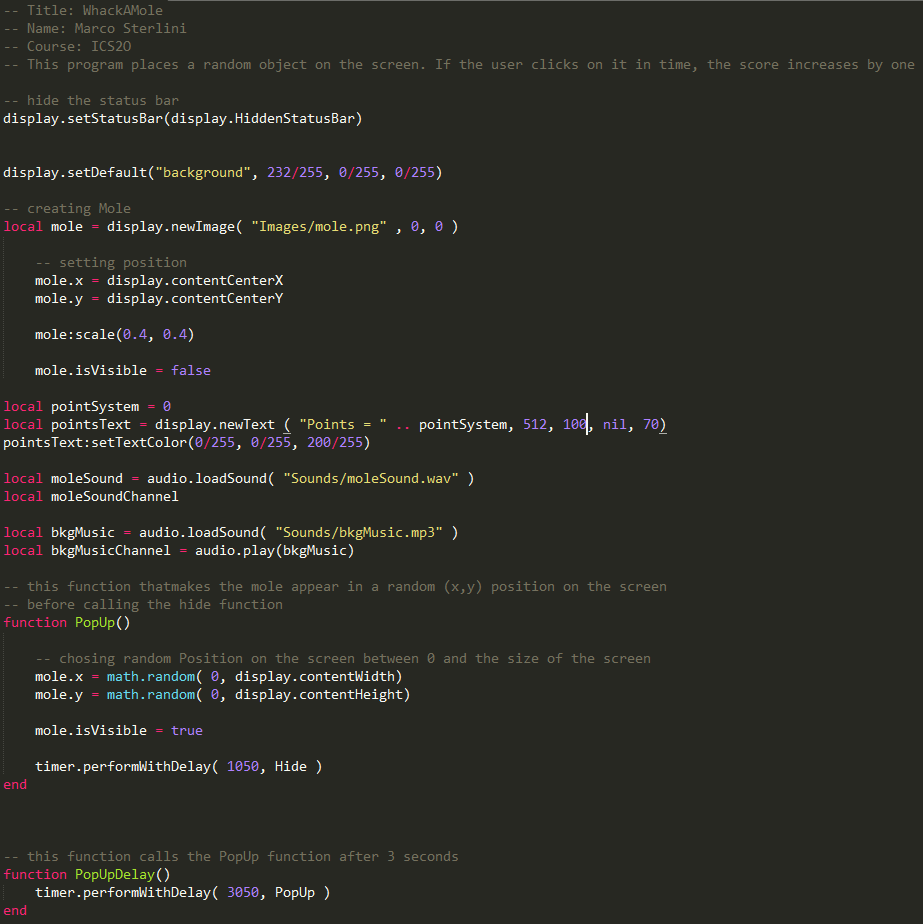 -- Title: WhackAMole
-- Name: Marco Sterlini
-- Course: ICS2O
-- This program places a random object on the screen. If the user clicks on it in time, the score increases by one
-- hide the status bar
display.setStatusBar(display.HiddenStatusBar)
display.setDefault("background", 232/255, 0/255, 0/255)
-- creating Mole
local mole = display.newImage( "Images/mole.png" , 0, 0 )
-- setting position
mole.x = display.contentCenterX
mole.y = display.contentCenterY
mole:scale(0.4, 0.4)
mole.isVisible = false
local pointSystem = 0
local pointsText = display.newText ( "Points = " .. pointSystem, 512, 100, nil, 70)
pointsText:setTextColor(0/255, 0/255, 200/255)
local moleSound = audio.loadSound( "Sounds/moleSound.wav" )
local moleSoundChannel
local bkgMusic = audio.loadSound( "Sounds/bkgMusic.mp3" )
local bkgMusicChannel = audio.play(bkgMusic)
-- this function thatmakes the mole appear in a random (x,y) position on the screen
-- before calling the hide function
function PopUp()
-- chosing random Position on the screen between 0 and the size of the screen
mole.x = math.random( 0, display.contentWidth)
mole.y = math.random( 0, display.contentHeight)
mole.isVisible = true
timer.performWithDelay( 1050, Hide )
end
-- this function calls the PopUp function after 3 seconds
function PopUpDelay()
timer.performWithDelay( 3050, PopUp )
end